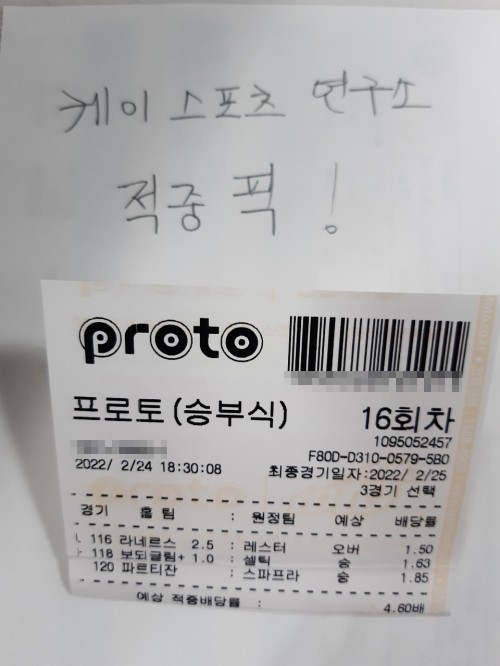 케이 스포츠 연구소
적중 픽!
proto
프로토(승부식) 16회차
1095052457
F80D-D310-0579-5B0
2022/ 2/24 18:30:08 최종경기일자:2022/ 2/25
3경기 선택
경기 홈팀 : 원정팀 예상 배당률
116 라네르스 2.5 : 레스터 오버 1.50
118 보되글림+ 1.0 : 셀틱 승 1.63
120 파르티잔 : 스파프라 승 1.85
예상 적중배당률 : 4.60배